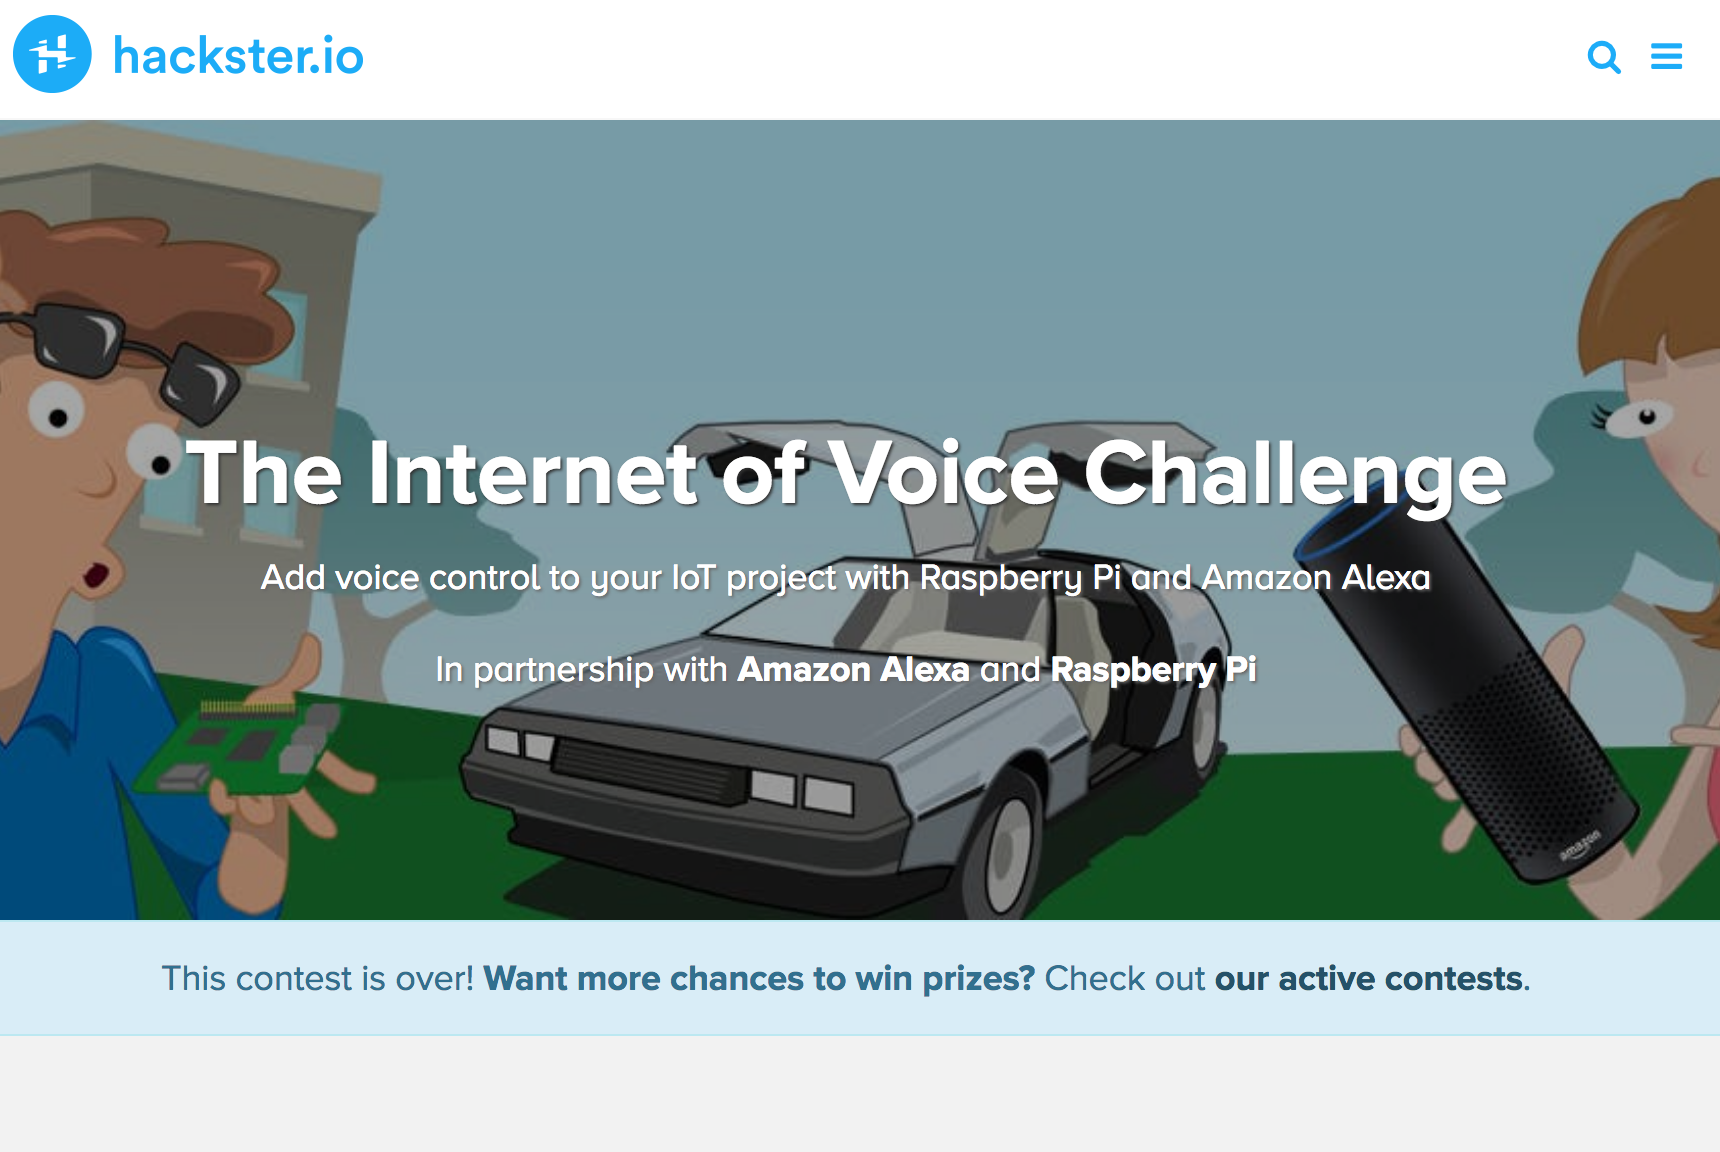 hackster.io
The Internet of Voice Challenge
Add voice control to your IoT project with Raspberry Pi and Amazon Alexa
In partnership with Amazon Alexa and Raspberry Pi
amazon
This contest is over! Want more chances to win prizes? Check out our active contests.